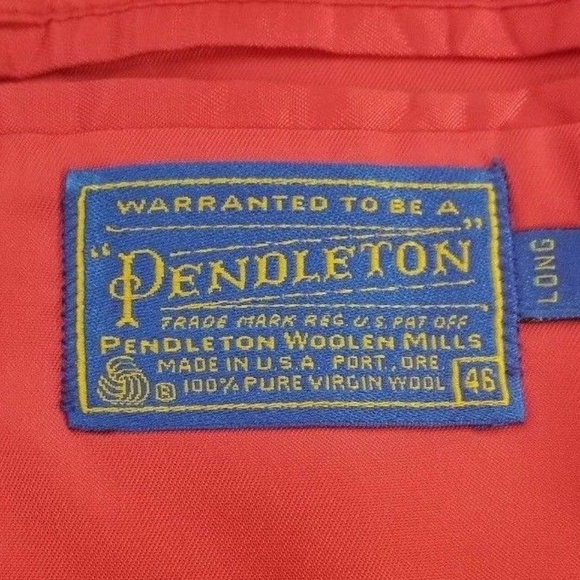 WARRANTED TO BE A
"PENDLETON"
TRADE MARK REG U.S. PAT OFF
PENDLETON WOOLEN MILLS
MADE IN U.S.A PORT., ORE
® 100% PURE VIRGIN WOOL 46
LONG